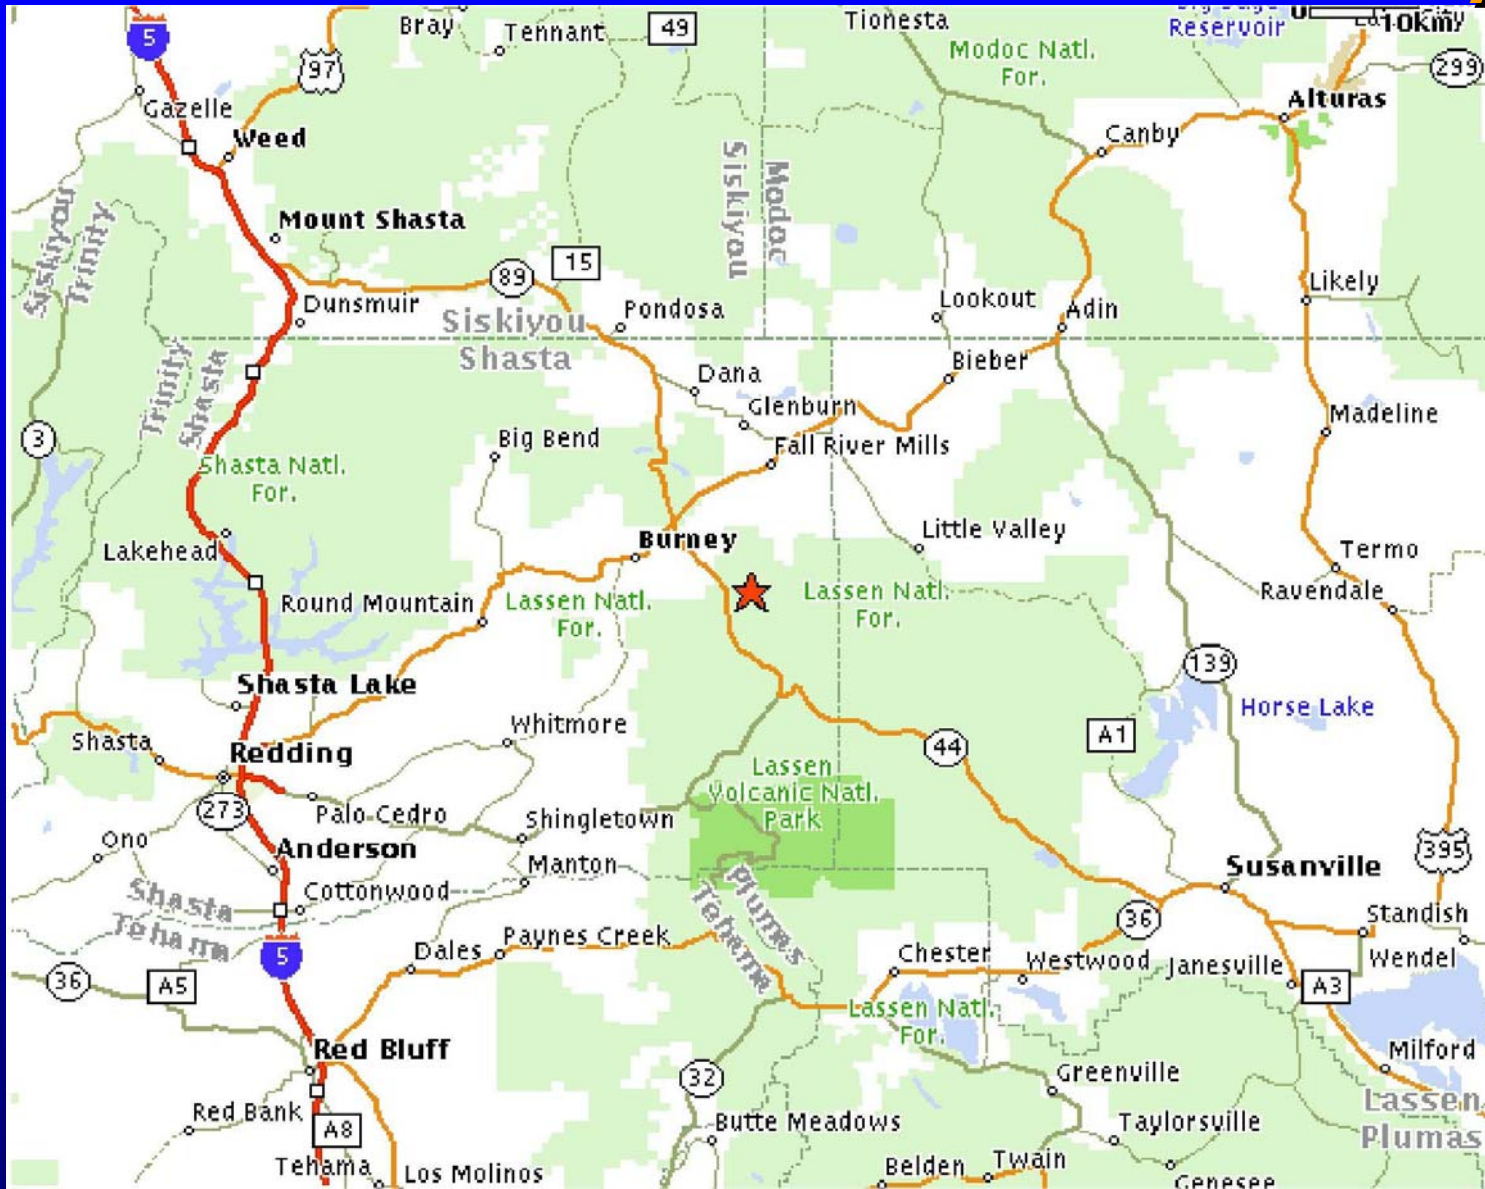 5
Bray
Tennant
49
Tionesta
Reservoir
0
10km
City
97
Modoc Natl.
For.
299
Gazelle
Alturas
Weed
Canby
Siskiyou
Modoc
Siskiyou
Trinity
Mount Shasta
15
89
Likely
Dunsmuir
Lookout
Pondosa
Adin
Siskiyou
Shasta
Bieber
Trinity
Shasta
Dana
Glenburn
Madeline
3
Big Bend
Fall River Mills
Shasta Natl.
For.
Little Valley
Burney
Lakehead
Termo
Ravendale
Round Mountain
Lassen Natl.
For.
Lassen Natl.
For.
139
Shasta Lake
Horse Lake
Whitmore
A1
Shasta
Redding
44
Lassen
Volcanic Natl.
Park
273
Palo Cedro
Shingletown
Ono
Anderson
395
Manton
Susanville
Cottonwood
Shasta
Tehama
Plumas
Tehama
36
Standish
5
Dales
Paynes Creek
Chester
Westwood
Janesville
Wendel
36
A5
A3
Lassen Natl.
For.
Red Bluff
Milford
32
Greenville
Red Bank
A8
Butte Meadows
Taylorsville
Lassen
Plumas
Tehama
Los Molinos
Belden
Twain
Genesee